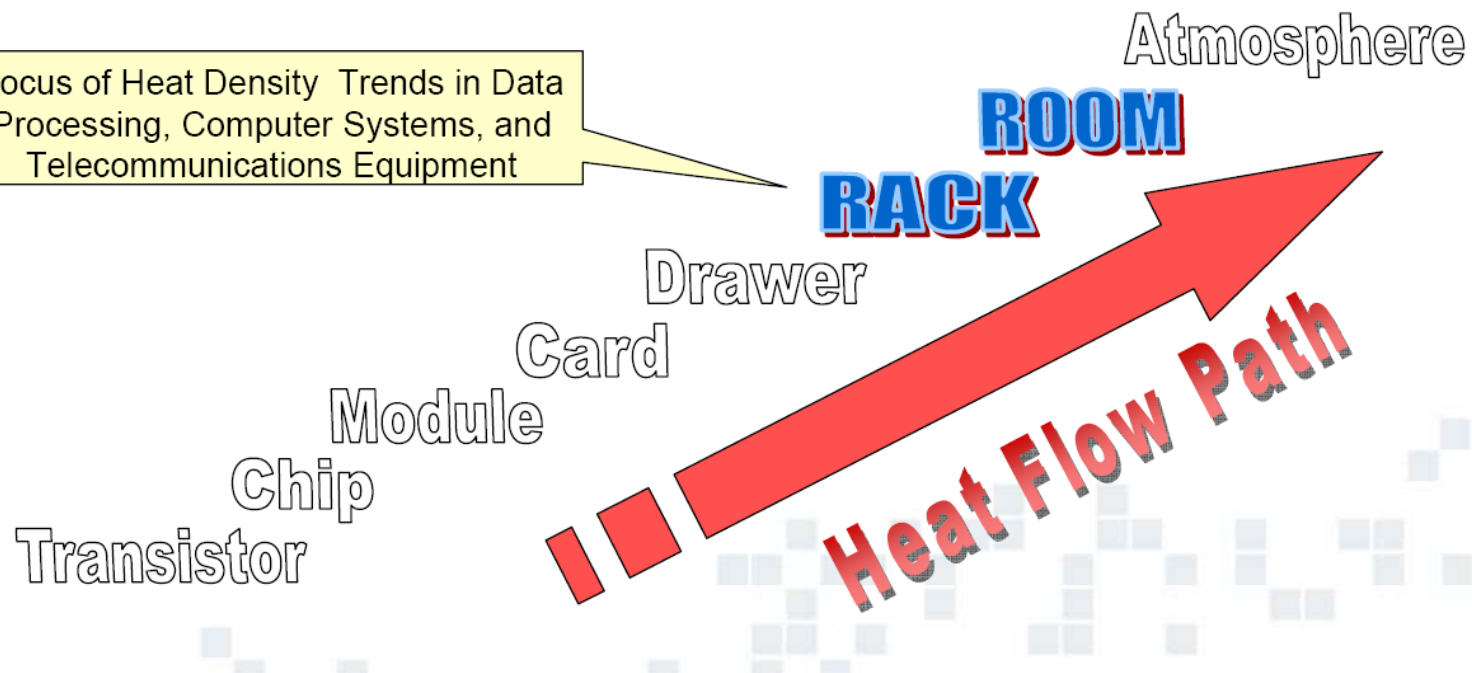 Atmosphere
ocus of Heat Density Trends in Data
Processing, Computer Systems, and
Telecommunications Equipment
ROOM
RACK
Drawer
Card
Module
Chip
Transistor
Heat Flow Path